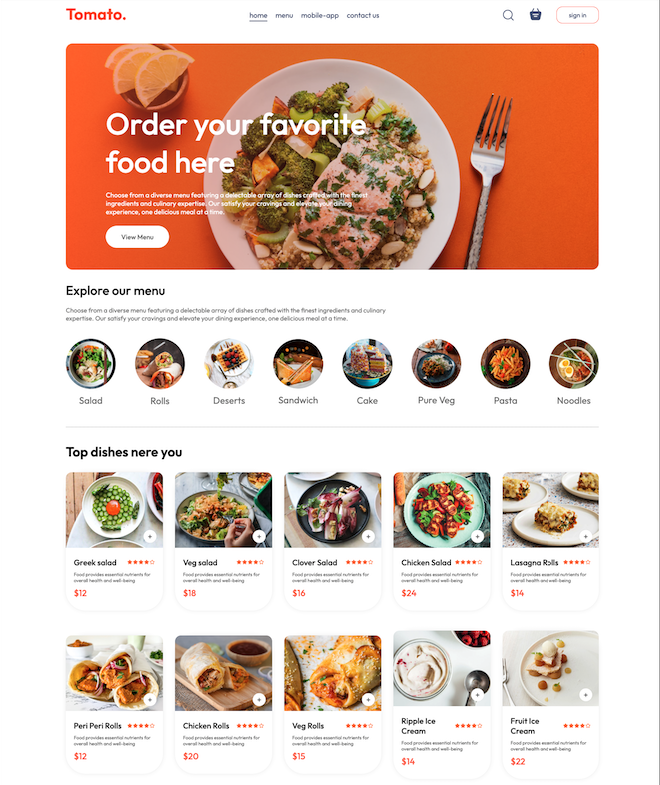 Tomato.
home menu mobile-app contact us
sign in
Order your favorite
food here
Choose from a diverse menu featuring a delectable array of dishes crafted with the finest
ingredients and culinary expertise. Our satisfy your cravings and elevate your dining
experience, one delicious meal at a time.
View Menu
Explore our menu
Choose from a diverse menu featuring a delectable array of dishes crafted with the finest ingredients and culinary
expertise. Our satisfy your cravings and elevate your dining experience, one delicious meal at a time.
Salad Rolls Deserts Sandwich Cake Pure Veg Pasta Noodles
Top dishes nere you
Greek salad
Food provides essential nutrients for
overall health and well-being
$12
Veg salad
Food provides essential nutrients for
overall health and well-being
$18
Clover Salad
Food provides essential nutrients for
overall health and well-being
$16
Chicken Salad
Food provides essential nutrients for
overall health and well-being
$24
Lasagna Rolls
Food provides essential nutrients for
overall health and well-being
$14
Peri Peri Rolls
Food provides essential nutrients for
overall health and well-being
$12
Chicken Rolls
Food provides essential nutrients for
overall health and well-being
$20
Veg Rolls
Food provides essential nutrients for
overall health and well-being
$15
Ripple Ice
Cream
Food provides essential nutrients for
overall health and well-being
$14
Fruit Ice
Cream
Food provides essential nutrients for
overall health and well-being
$22